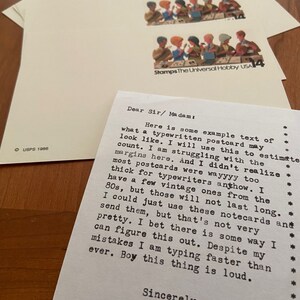 14
Stamps The Universal Hobby USA 14
© USPS 1986
Dear Sir/ Madam:
Here is some example text of
what a typewritten postcard may
look like. I will use this to estimate
count. I am struggling with the
margins here. And I didn't realize
most postcards were wayyyy too
thick for typewriters anyhow. I
have a few vintage ones from the
80s, but those will not last long.
I could just use these notecards and
send them, but that's not very
pretty. I bet there is some way I
can figure this out. Despite my
mistakes I am typing faster than
ever. Boy this thing is loud.
Sincerely